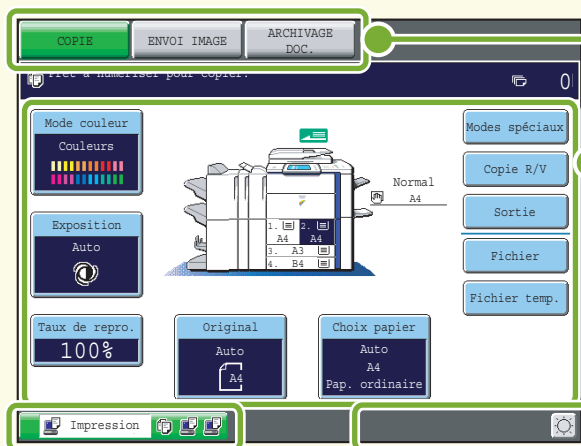 COPIE
ENVOI IMAGE
ARCHIVAGE
DOC.
Prêt à numériser pour copier.
0
Mode couleur
Couleurs
Modes spéciaux
Copie R/V
Normal
A4
Sortie
Exposition
Auto
1. 2.
A4 A4
3. A3
4. B4
Fichier
Fichier temp.
Taux de repro.
100%
Original
Auto
A4
Choix papier
Auto
A4
Pap. ordinaire
Impression